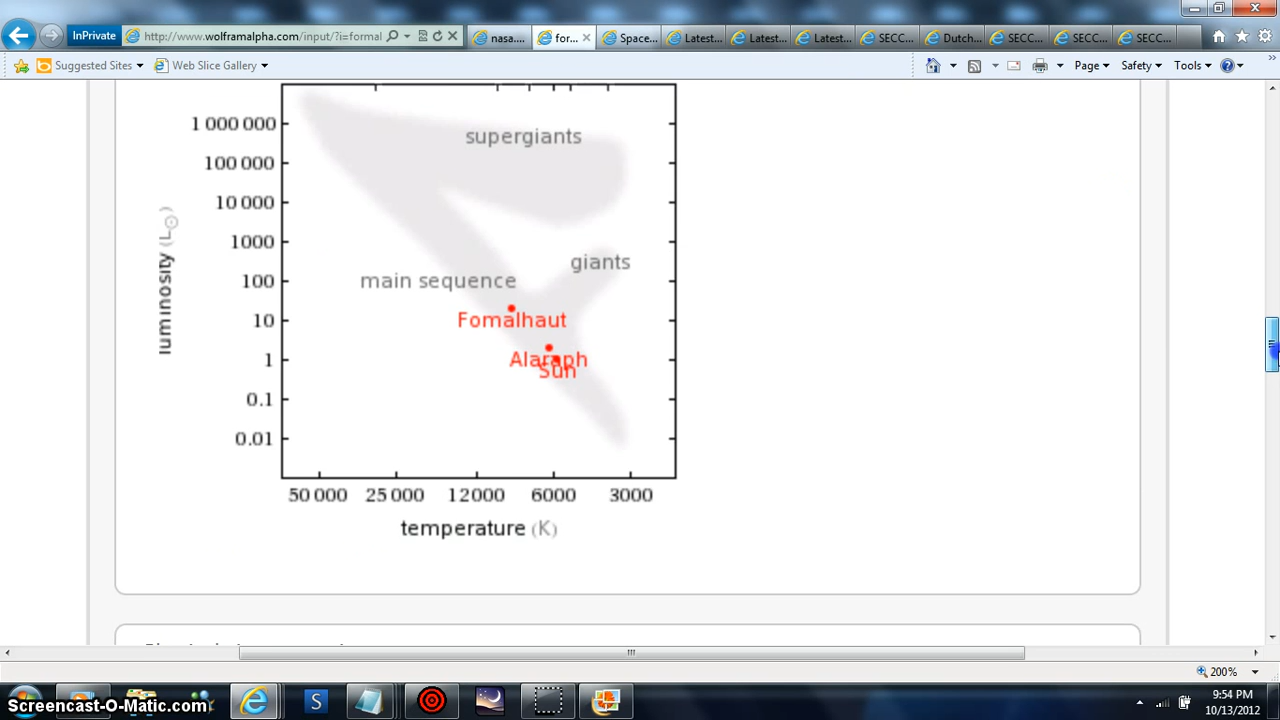 InPrivate
http://www.wolframalpha.com/input/?i=formal
nasa....
for...
Space...
Latest...
Latest...
Latest...
SECC...
Dutch...
SECC...
SECC...
SECC...
Suggested Sites
Web Slice Gallery
Page
Safety
Tools
1 000 000
100 000
10 000
1000
100
10
1
0.1
0.01
luminosity (L☉)
supergiants
giants
main sequence
Fomalhaut
Alaraph
Sun
50 000 25 000 12 000 6000 3000
temperature (K)
200%
Screencast-O-Matic.com
9:54 PM
10/13/2012